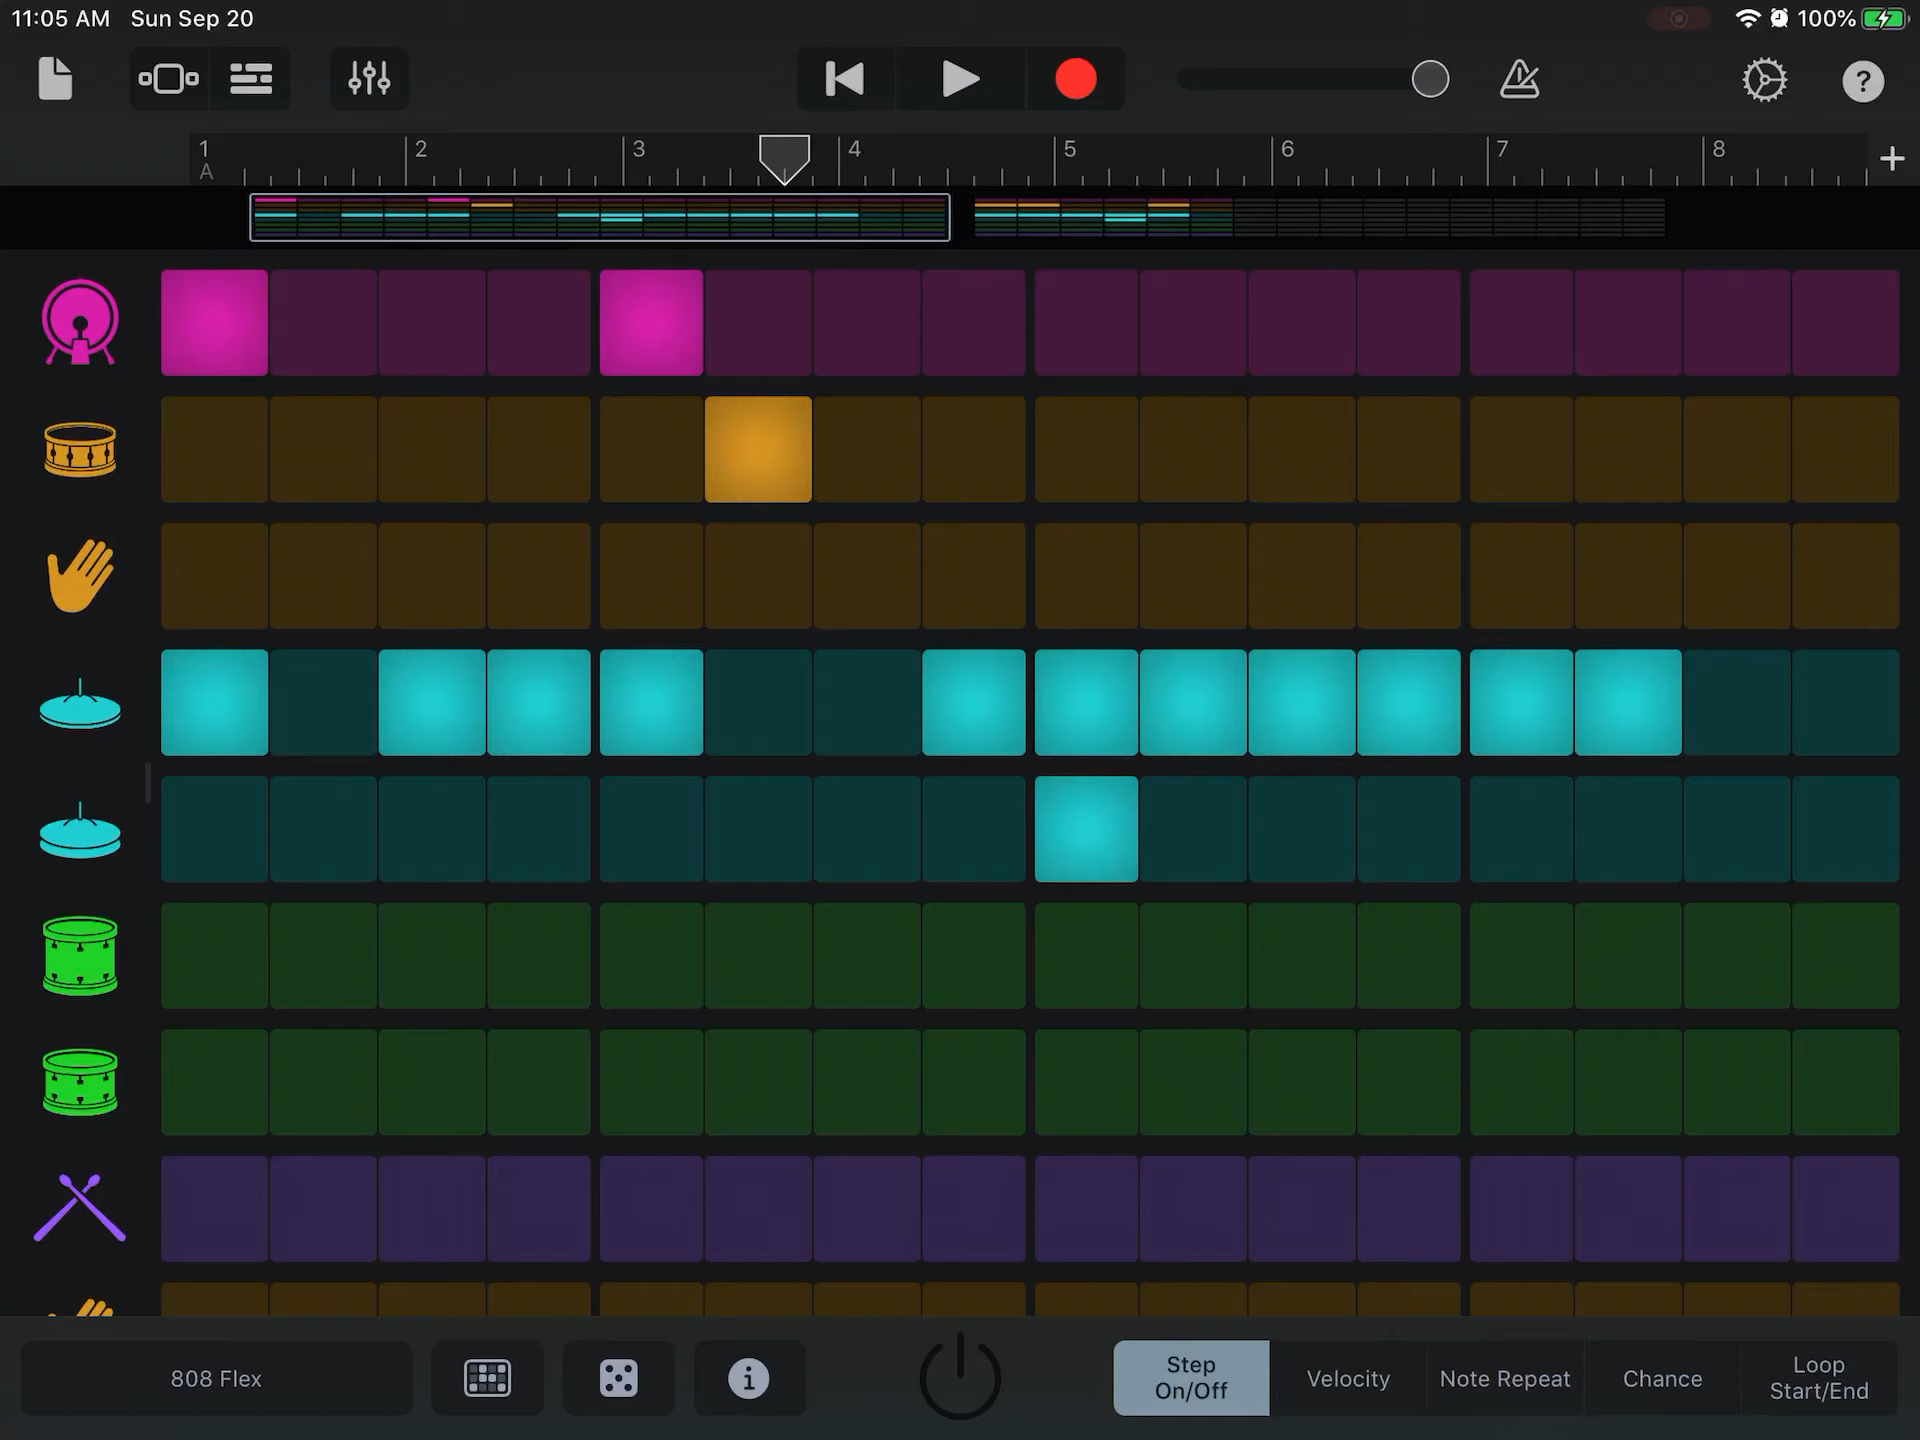 11:05 AM Sun Sep 20
100%
1 2 3 4 5 6 7 8
A
808 Flex
Step
On/Off
Velocity
Note Repeat
Chance
Loop
Start/End